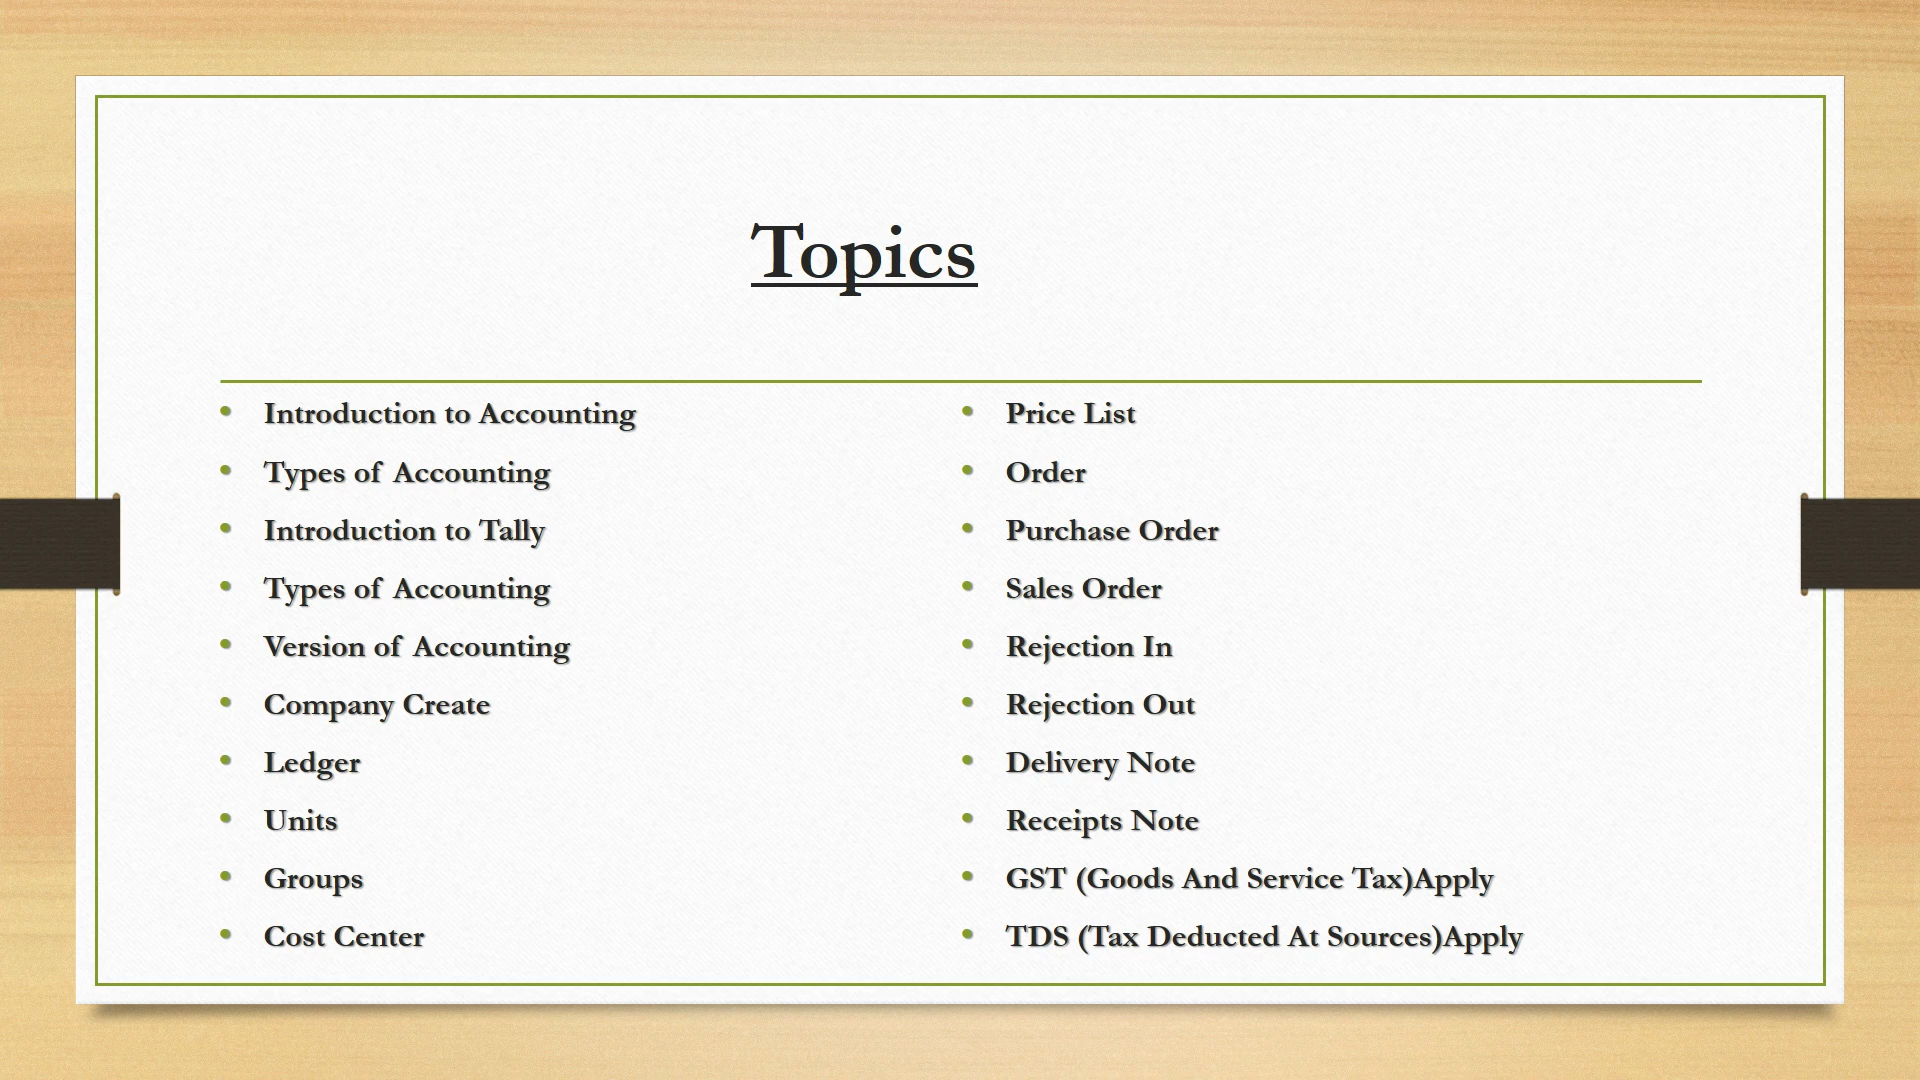 Topics
Introduction to Accounting
Types of Accounting
Introduction to Tally
Types of Accounting
Version of Accounting
Company Create
Ledger
Units
Groups
Cost Center
Price List
Order
Purchase Order
Sales Order
Rejection In
Rejection Out
Delivery Note
Receipts Note
GST (Goods And Service Tax)Apply
TDS (Tax Deducted At Sources)Apply